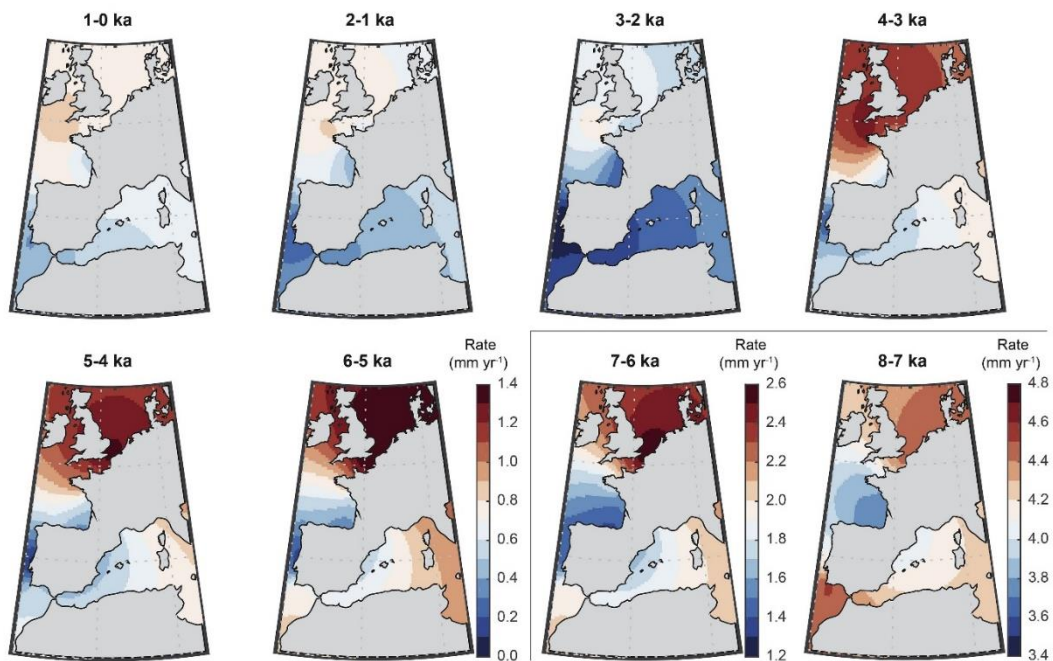 1-0 ka
2-1 ka
3-2 ka
4-3 ka
5-4 ka
6-5 ka
Rate
(mm yr⁻¹)
1.4
1.2
1.0
0.8
0.6
0.4
0.2
0.0
7-6 ka
Rate
(mm yr⁻¹)
2.6
2.4
2.2
2.0
1.8
1.6
1.4
1.2
8-7 ka
Rate
(mm yr⁻¹)
4.8
4.6
4.4
4.2
4.0
3.8
3.6
3.4